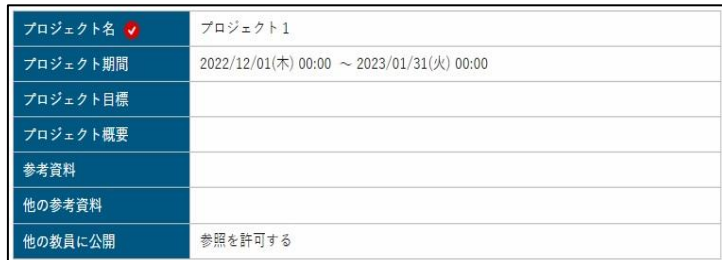 プロジェクト名 プロジェクト1
プロジェクト期間 2022/12/01(木) 00:00 ～ 2023/01/31(火) 00:00
プロジェクト目標
プロジェクト概要
参考資料
他の参考資料
他の教員に公開 参照を許可する